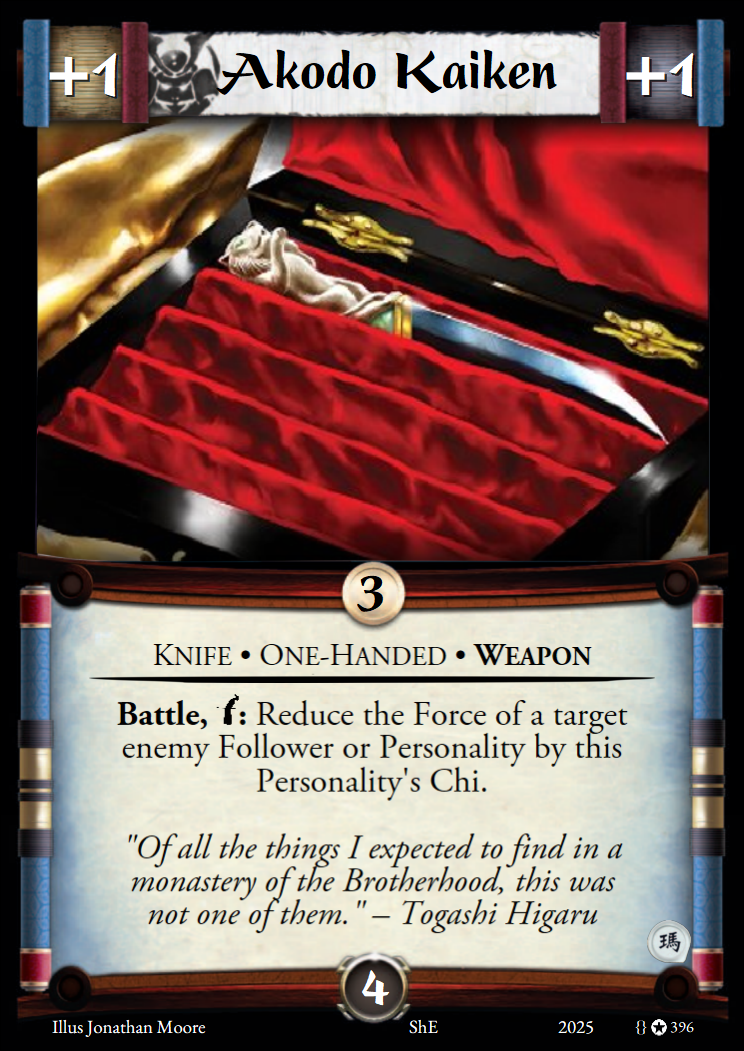 +1 Akodo Kaiken +1
3
KNIFE • ONE-HANDED • WEAPON
Battle, : Reduce the Force of a target
enemy Follower or Personality by this
Personality's Chi.
"Of all the things I expected to find in a
monastery of the Brotherhood, this was
not one of them." – Togashi Higaru
瑪
4
Illus Jonathan Moore ShE 2025 {} 396